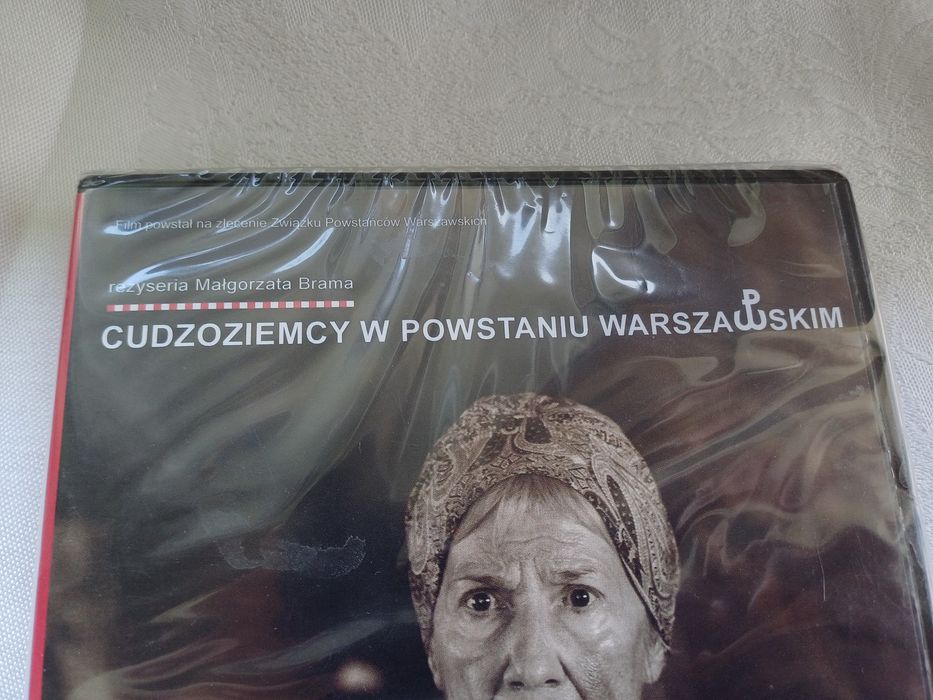 Film powstał na zlecenie Związku Powstańców Warszawskich
reżyseria Małgorzata Brama
CUDZOZIEMCY W POWSTANIU WARSZAWSKIM